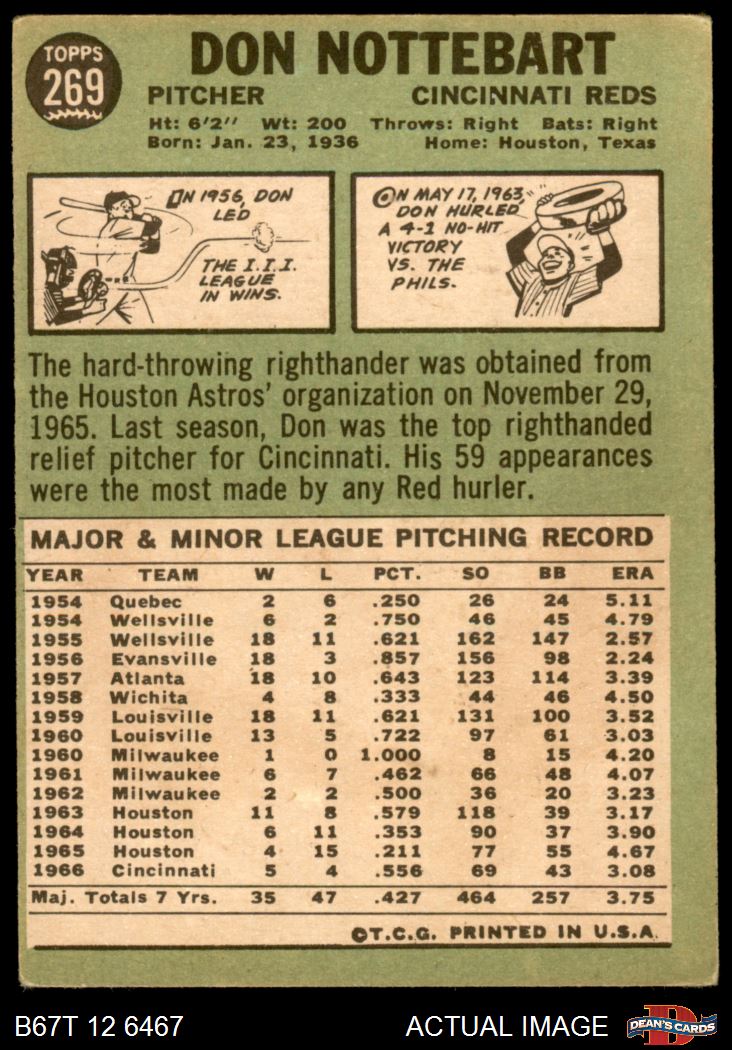 TOPPS
269
DON NOTTEBART
PITCHER CINCINNATI REDS
Ht: 6'2" Wt: 200 Throws: Right Bats: Right
Born: Jan. 23, 1936 Home: Houston, Texas
IN 1956, DON
LED
THE I.I.I.
LEAGUE
IN WINS.
ON MAY 17, 1963,
DON HURLED
A 4-1 NO-HIT
VICTORY
VS. THE
PHILS.
The hard-throwing righthander was obtained from
the Houston Astros' organization on November 29,
1965. Last season, Don was the top righthanded
relief pitcher for Cincinnati. His 59 appearances
were the most made by any Red hurler.
MAJOR & MINOR LEAGUE PITCHING RECORD
YEAR TEAM W L PCT. SO BB ERA
1954 Quebec 2 6 .250 26 24 5.11
1954 Wellsville 6 2 .750 46 45 4.79
1955 Wellsville 18 11 .621 162 147 2.57
1956 Evansville 18 3 .857 156 98 2.24
1957 Atlanta 18 10 .643 123 114 3.39
1958 Wichita 4 8 .333 44 46 4.50
1959 Louisville 18 11 .621 131 100 3.52
1960 Louisville 13 5 .722 97 61 3.03
1960 Milwaukee 1 0 1.000 8 15 4.20
1961 Milwaukee 6 7 .462 66 48 4.07
1962 Milwaukee 2 2 .500 36 20 3.23
1963 Houston 11 8 .579 118 39 3.17
1964 Houston 6 11 .353 90 37 3.90
1965 Houston 4 15 .211 77 55 4.67
1966 Cincinnati 5 4 .556 69 43 3.08
Maj. Totals 7 Yrs. 35 47 .427 464 257 3.75
©T.C.G. PRINTED IN U.S.A.
B67T 12 6467 ACTUAL IMAGE
D
DEAN'S CARDS